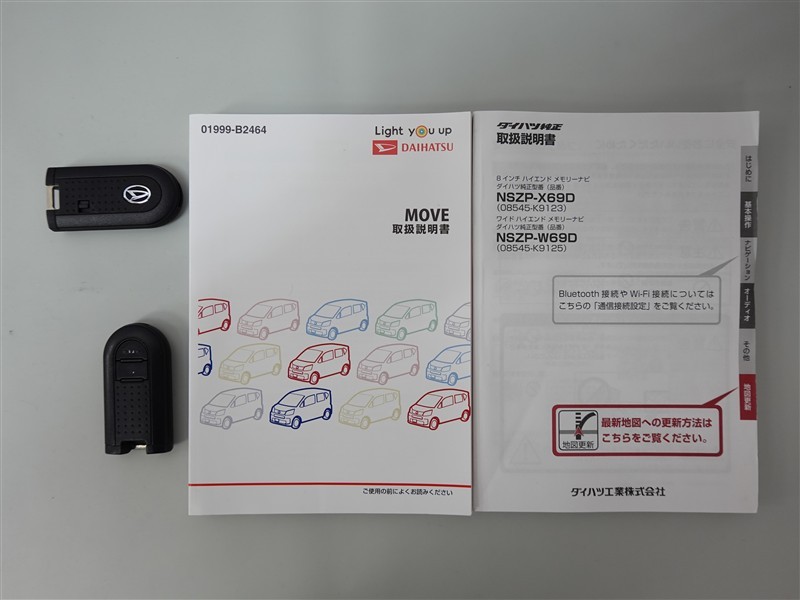 01999-B2464
Light you up
DAIHATSU
MOVE
取扱説明書
ご使用の前によくお読みください
ダイハツ純正
取扱説明書
8インチ ハイエンド メモリーナビ
ダイハツ純正型番（品番）
NSZP-X69D
(08545-K9123)
ワイド ハイエンド メモリーナビ
ダイハツ純正型番（品番）
NSZP-W69D
(08545-K9125)
Bluetooth 接続や Wi-Fi 接続については
こちらの「通信接続設定」をご覧ください。
地図更新
最新地図への更新方法は
こちらをご覧ください。
ダイハツ工業株式会社
はじめに
基本操作
ナビゲーション
オーディオ
その他
地図更新